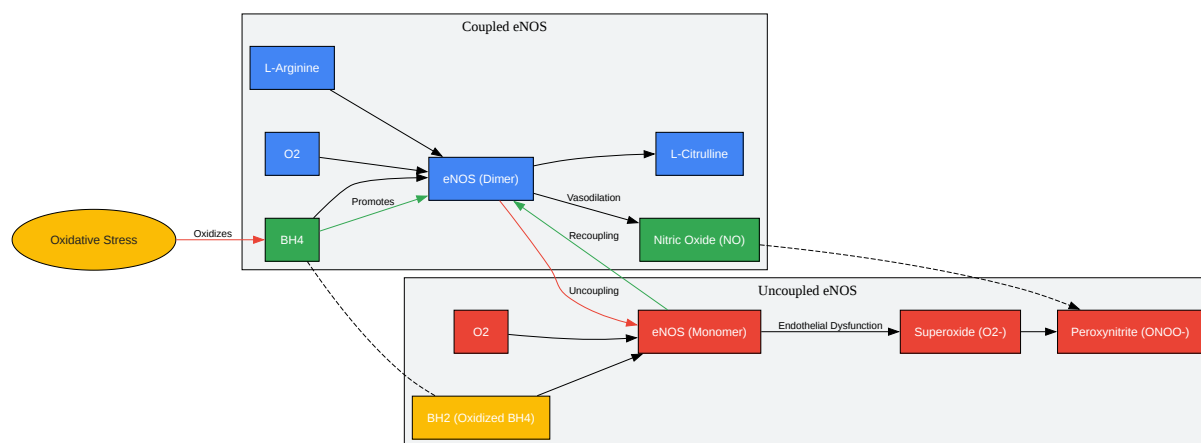 Coupled eNOS
L-Arginine
O2
eNOS (Dimer)
L-Citrulline
Promotes
Vasodilation
Oxidative Stress
Oxidizes
BH4
Recoupling
Nitric Oxide (NO)
Uncoupling
Uncoupled eNOS
O2
eNOS (Monomer)
Endothelial Dysfunction
Superoxide (O2-)
Peroxynitrite (ONOO-)
BH2 (Oxidized BH4)